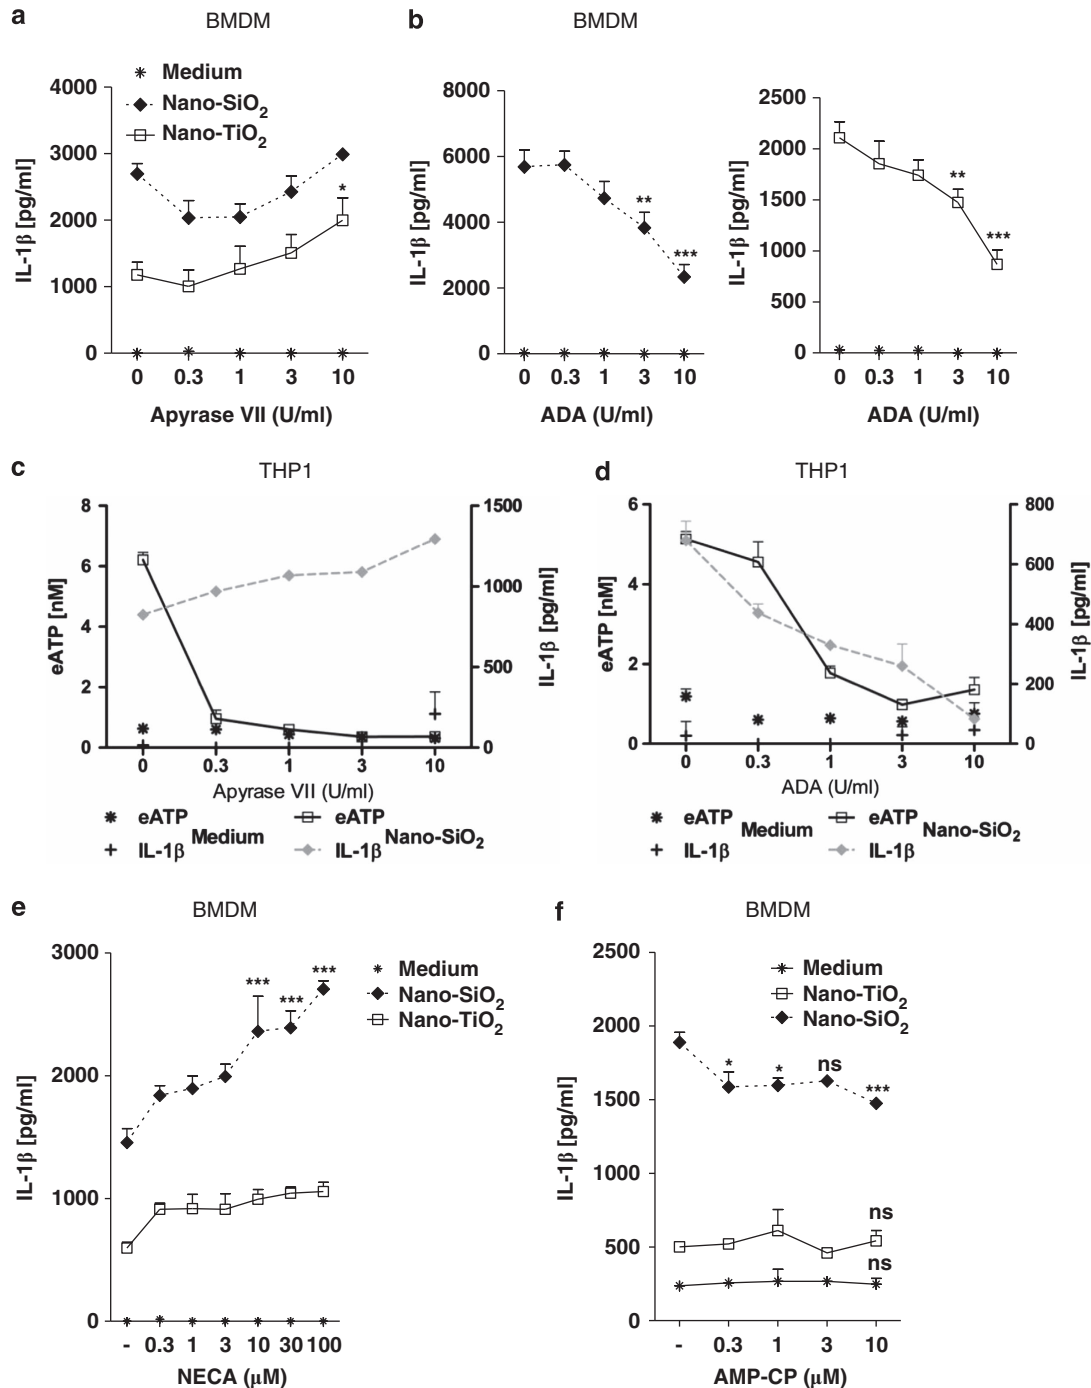 a
BMDM
Medium
Nano-SiO2
Nano-TiO2
4000
3000
2000
1000
0
IL-1β [pg/ml]
*
0 0.3 1 3 10
Apyrase VII (U/ml)
b
BMDM
8000
6000
4000
2000
0
IL-1β [pg/ml]
**
***
0 0.3 1 3 10
ADA (U/ml)
2500
2000
1500
1000
500
0
IL-1β [pg/ml]
**
***
0 0.3 1 3 10
ADA (U/ml)
c
THP1
8
6
4
2
0
eATP [nM]
1500
1000
500
0
IL-1β [pg/ml]
0 0.3 1 3 10
Apyrase VII (U/ml)
eATP Medium eATP Nano-SiO2
IL-1β IL-1β
d
THP1
6
4
2
0
eATP [nM]
800
600
400
200
0
IL-1β [pg/ml]
0 0.3 1 3 10
ADA (U/ml)
eATP Medium eATP Nano-SiO2
IL-1β IL-1β
e
BMDM
3000
2000
1000
0
IL-1β [pg/ml]
*** *** ***
Medium
Nano-SiO2
Nano-TiO2
- 0.3 1 3 10 30 100
NECA (μM)
f
BMDM
2500
2000
1500
1000
500
0
IL-1β [pg/ml]
Medium
Nano-TiO2
Nano-SiO2
* * ns ***
ns
ns
- 0.3 1 3 10
AMP-CP (μM)